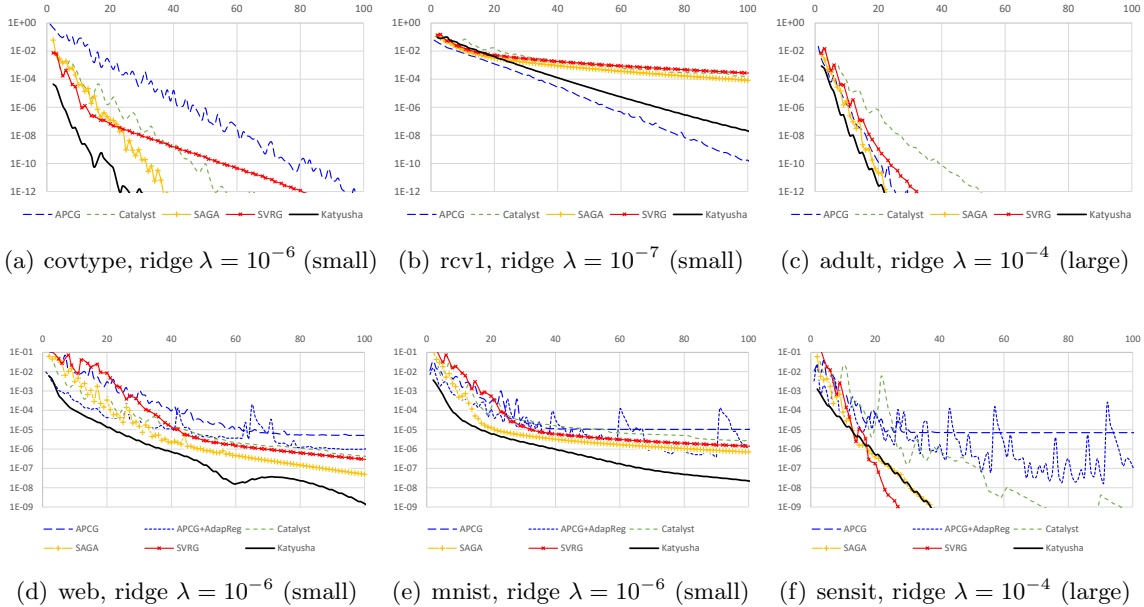 0 20 40 60 80 100
1E+00
1E-02
1E-04
1E-06
1E-08
1E-10
1E-12
APCG Catalyst SAGA SVRG Katyusha
(a) covtype, ridge λ = 10⁻⁶ (small)
0 20 40 60 80 100
1E+00
1E-02
1E-04
1E-06
1E-08
1E-10
1E-12
APCG Catalyst SAGA SVRG Katyusha
(b) rcv1, ridge λ = 10⁻⁷ (small)
0 20 40 60 80 100
1E+00
1E-02
1E-04
1E-06
1E-08
1E-10
1E-12
APCG Catalyst SAGA SVRG Katyusha
(c) adult, ridge λ = 10⁻⁴ (large)
0 20 40 60 80 100
1E-01
1E-02
1E-03
1E-04
1E-05
1E-06
1E-07
1E-08
1E-09
APCG APCG+AdapReg Catalyst
SAGA SVRG Katyusha
(d) web, ridge λ = 10⁻⁶ (small)
0 20 40 60 80 100
1E-01
1E-02
1E-03
1E-04
1E-05
1E-06
1E-07
1E-08
1E-09
APCG APCG+AdapReg Catalyst
SAGA SVRG Katyusha
(e) mnist, ridge λ = 10⁻⁶ (small)
0 20 40 60 80 100
1E-01
1E-02
1E-03
1E-04
1E-05
1E-06
1E-07
1E-08
1E-09
APCG APCG+AdapReg Catalyst
SAGA SVRG Katyusha
(f) sensit, ridge λ = 10⁻⁴ (large)